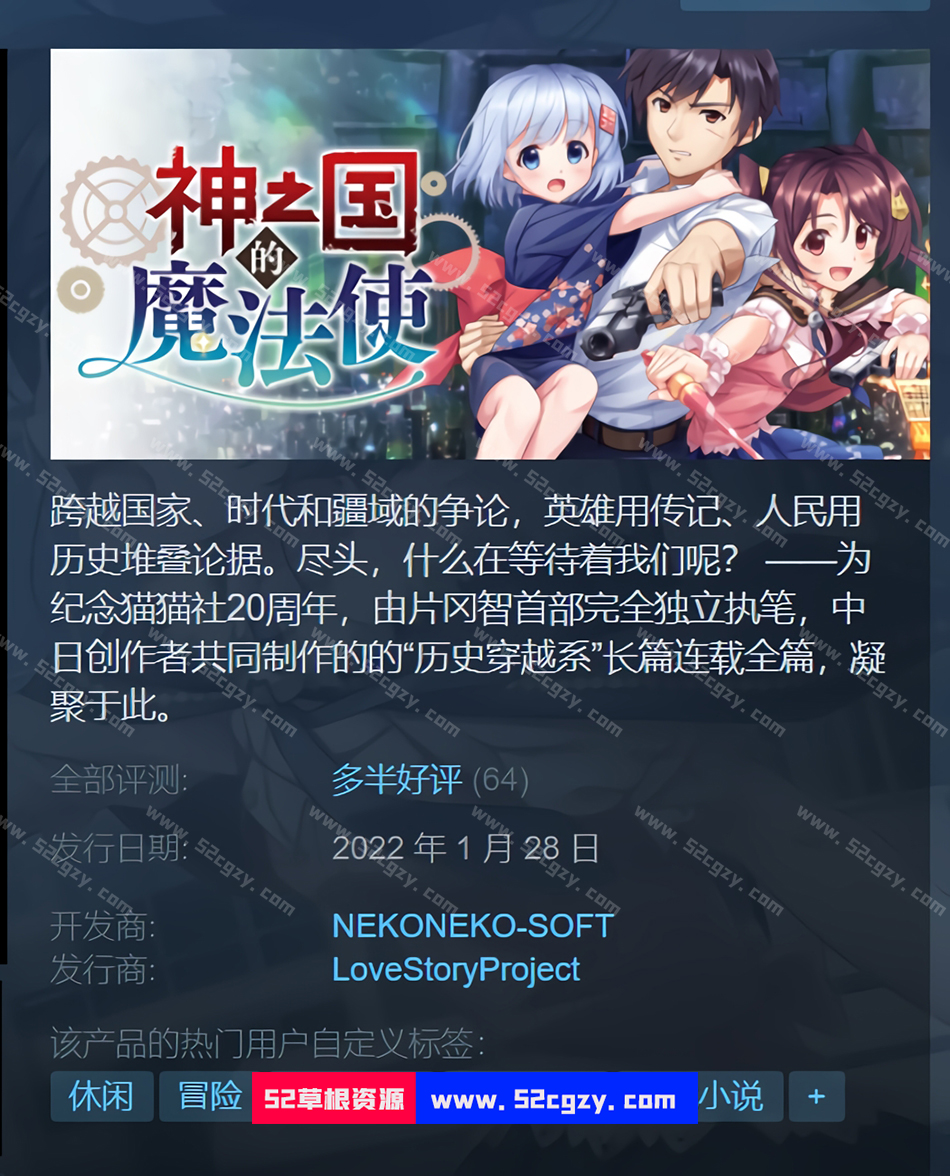 神之国
的
魔法使
跨越国家、时代和疆域的争论，英雄用传记、人民用
历史堆叠论据。尽头，什么在等待着我们呢？ ——为
纪念猫猫社20周年，由片冈智首部完全独立执笔，中
日创作者共同制作的的“历史穿越系”长篇连载全篇，凝
聚于此。
全部评测: 多半好评 (64)
发行日期: 2022 年 1 月 28 日
开发商: NEKONEKO-SOFT
发行商: LoveStoryProject
该产品的热门用户自定义标签:
休闲 冒险 52草根资源 www.52cgzy.com 小说 +